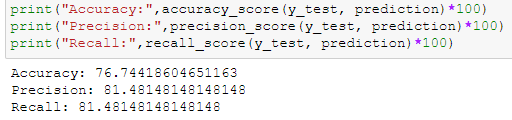 print("Accuracy:",accuracy_score(y_test, prediction)*100)
print("Precision:",precision_score(y_test, prediction)*100)
print("Recall:",recall_score(y_test, prediction)*100)
Accuracy: 76.74418604651163
Precision: 81.48148148148148
Recall: 81.48148148148148